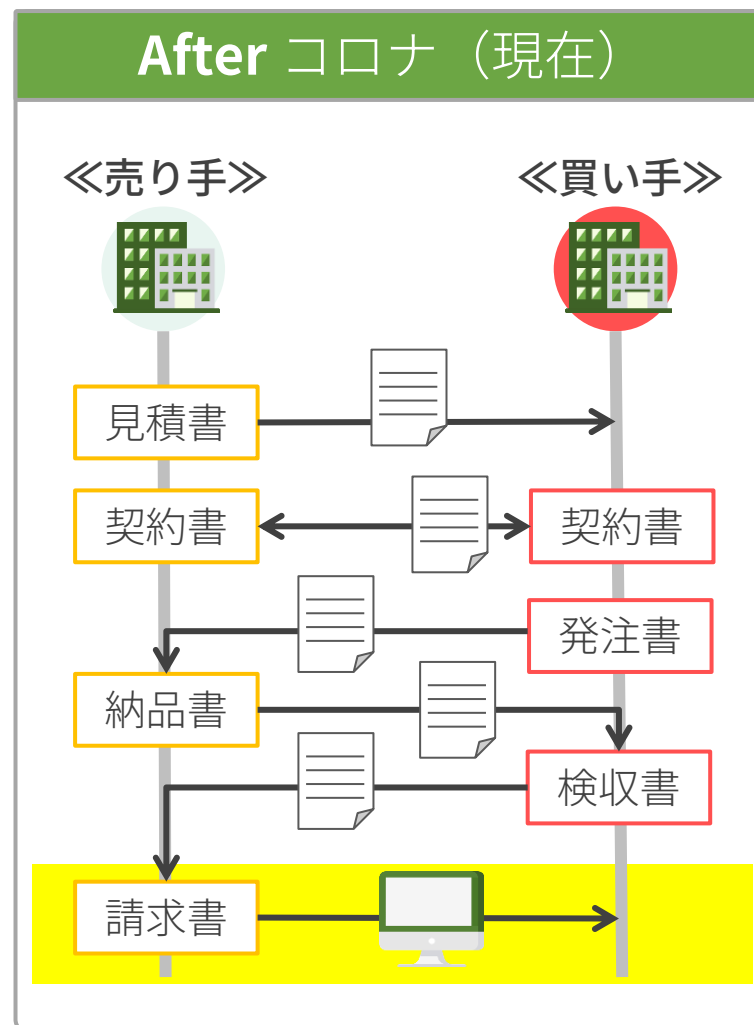 After コロナ（現在）
≪売り手≫
≪買い手≫
見積書
契約書
契約書
発注書
納品書
検収書
請求書